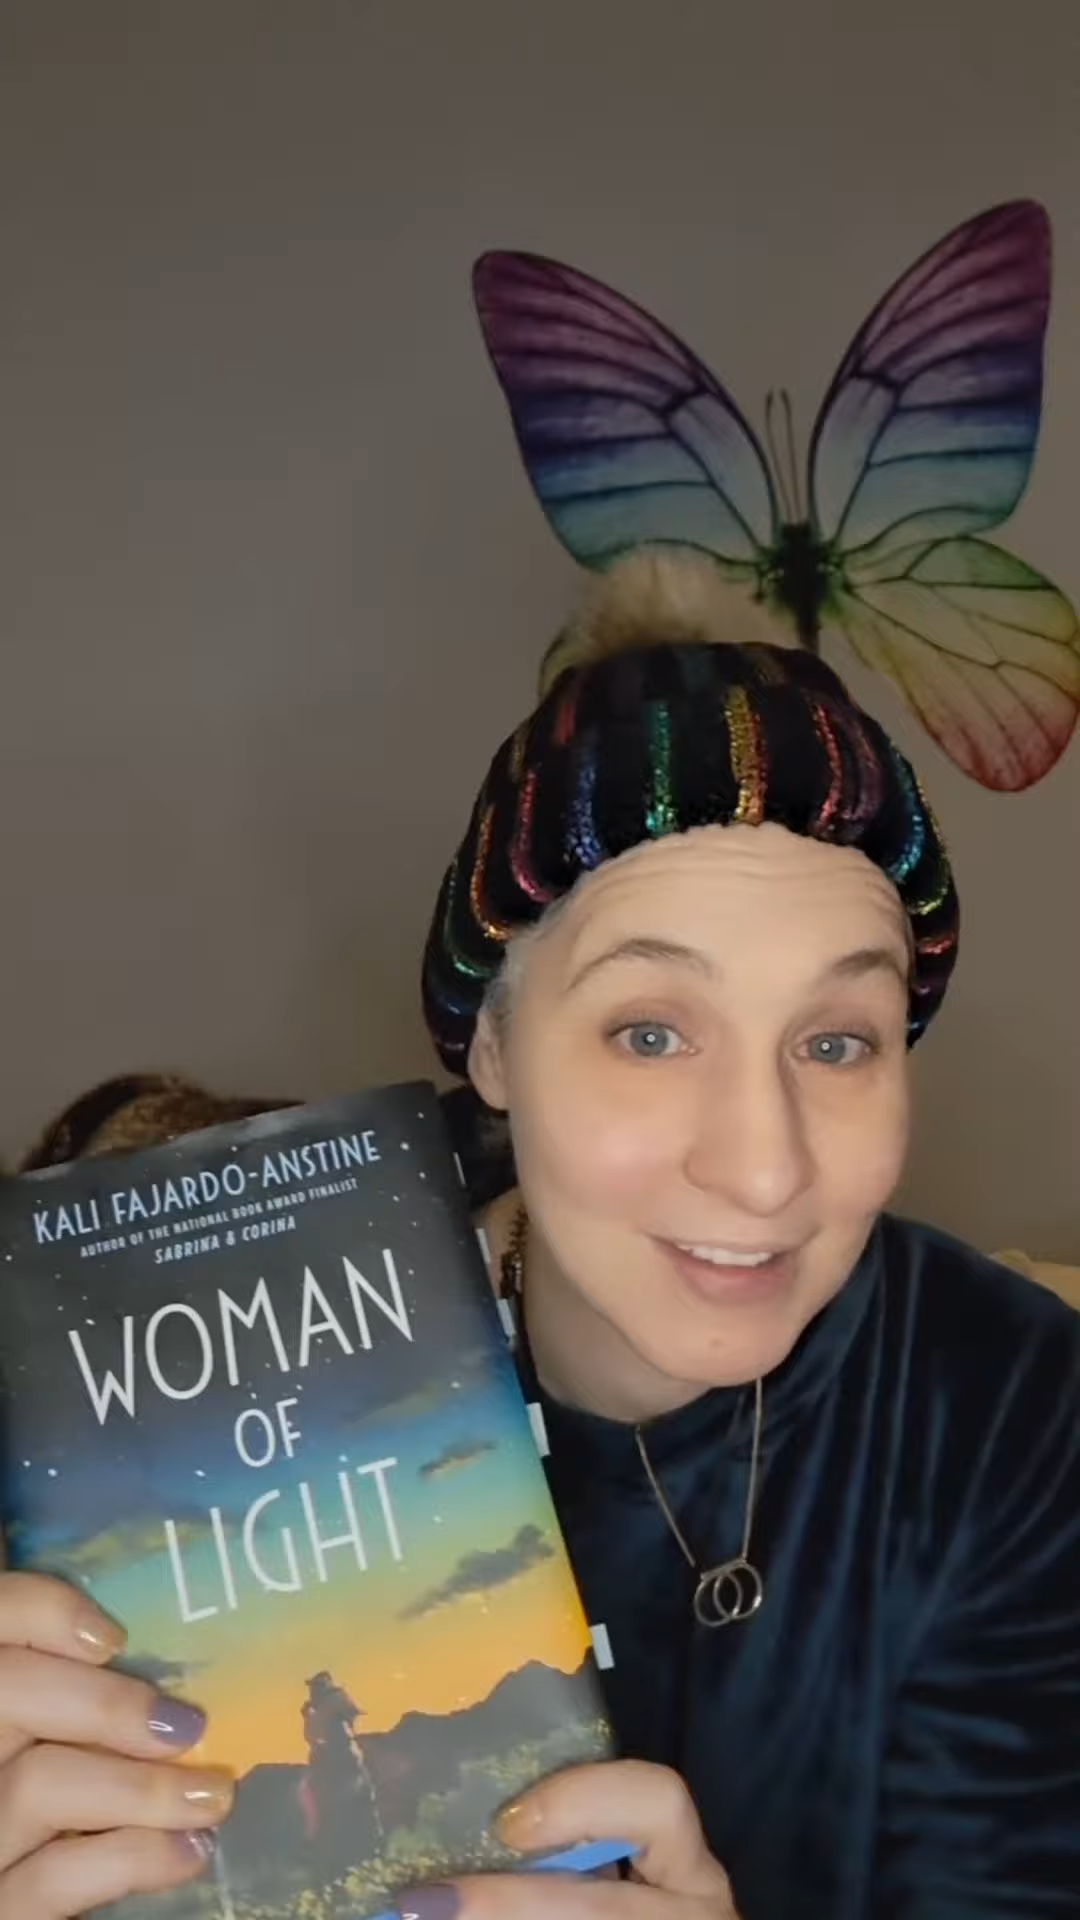 KALI FAJARDO-ANSTINE
AUTHOR OF THE NATIONAL BOOK AWARD FINALIST
SABRINA & CORINA
WOMAN
OF
LIGHT